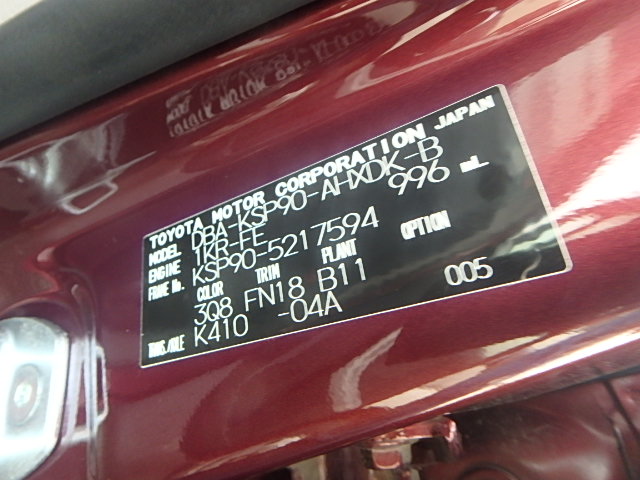 TOYOTA MOTOR CORPORATION JAPAN
MODEL DBA-KSP90-AHXDK-B
ENGINE 1KR-FE 996 mL
FRAME No. KSP90-5217594
COLOR TRIM PLANT OPTION
3Q8 FN18 B11
TRANS./AXLE K410 -04A 005